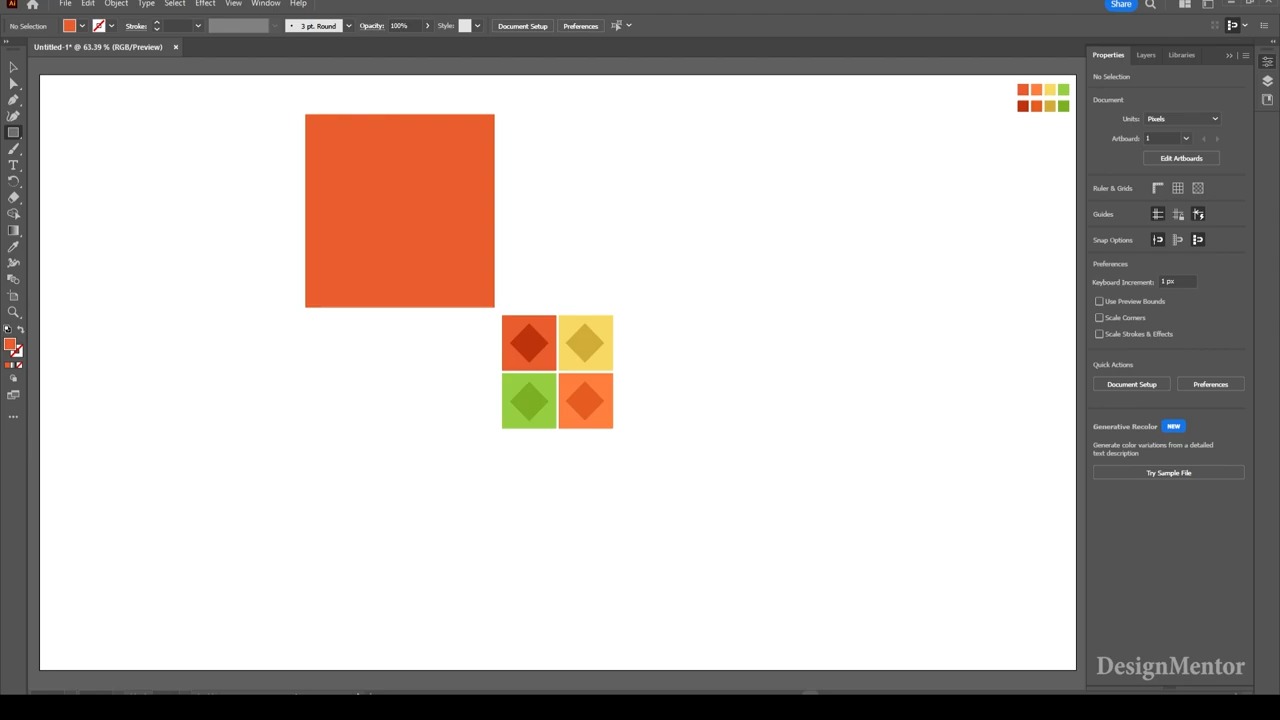 Ai File Edit Object Type Select Effect View Window Help Share
No Selection Stroke: 3 pt. Round Opacity: 100% Style: Document Setup Preferences
Untitled-1* @ 63.39 % (RGB/Preview) ×
Properties Layers Libraries
No Selection
Document
Units: Pixels
Artboard: 1
Edit Artboards
Ruler & Grids
Guides
Snap Options
Preferences
Keyboard Increment: 1 px
Use Preview Bounds
Scale Corners
Scale Strokes & Effects
Quick Actions
Document Setup Preferences
Generative Recolor NEW
Generate color variations from a detailed
text description
Try Sample File
DesignMentor